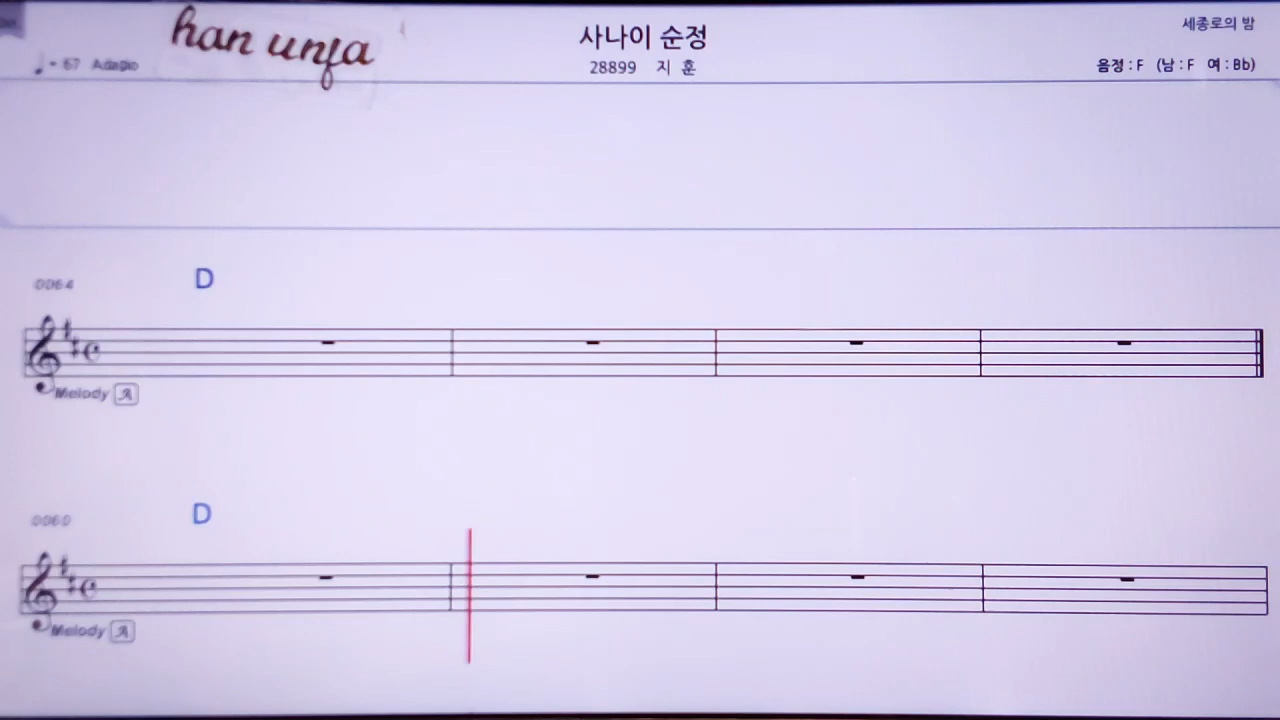 han unfa
사나이 순정
세종로의 밤
♩= 67 Adagio
28899 지 훈
음정 : F (남 : F 여 : Bb)
0064
D
Melody A
0060
D
Melody A